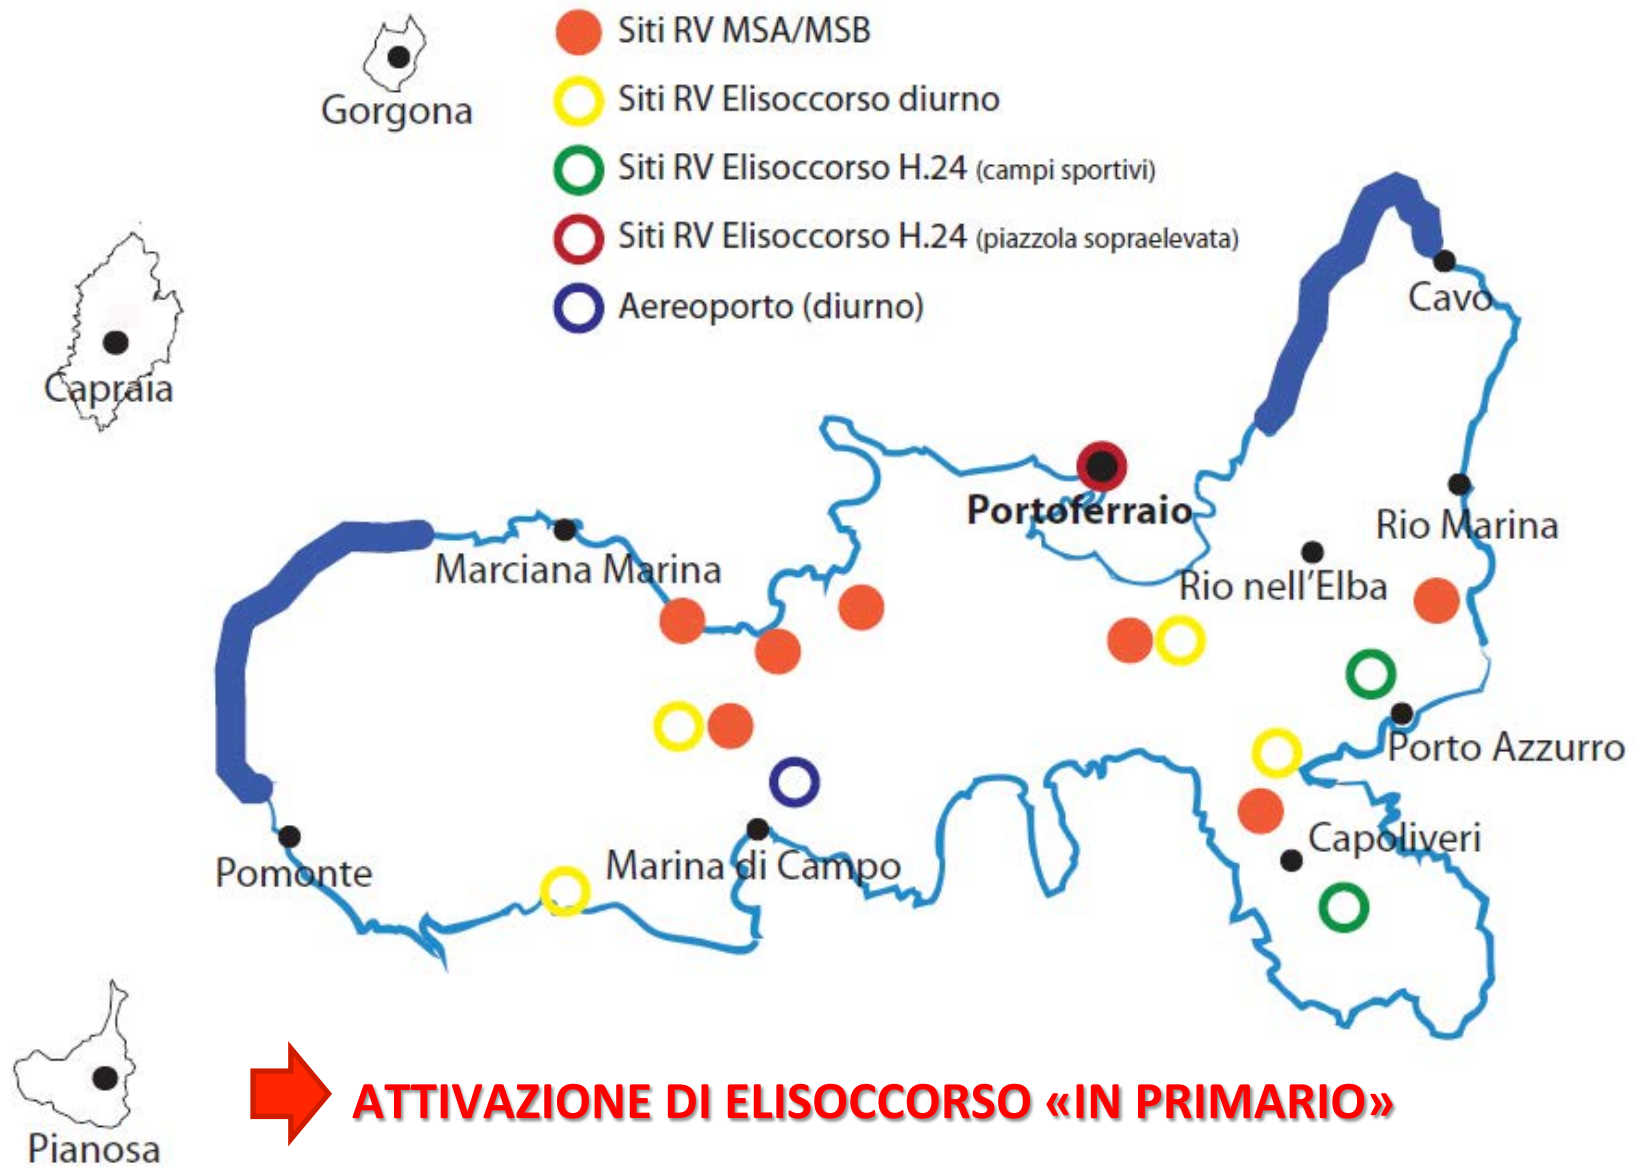 Siti RV MSA/MSB
Siti RV Elisoccorso diurno
Siti RV Elisoccorso H.24 (campi sportivi)
Siti RV Elisoccorso H.24 (piazzola sopraelevata)
Aereoporto (diurno)
Gorgona
Capraia
Cavo
Portoferraio
Rio Marina
Marciana Marina
Rio nell'Elba
Porto Azzurro
Capoliveri
Marina di Campo
Pomonte
Pianosa
ATTIVAZIONE DI ELISOCCORSO «IN PRIMARIO»